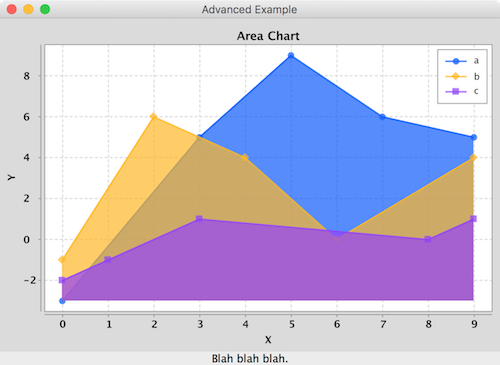 Advanced Example
Area Chart
a
b
c
8
6
4
2
0
−2
Y
0 1 2 3 4 5 6 7 8 9
X
Blah blah blah.